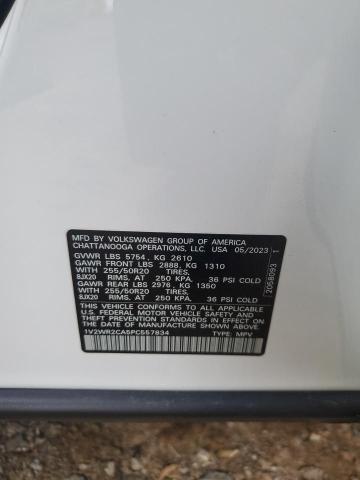 MFD BY VOLKSWAGEN GROUP OF AMERICA
CHATTANOOGA OPERATIONS, LLC. USA 05/2023
GVWR LBS 5754, KG 2610
GAWR FRONT LBS 2888, KG 1310
WITH 255/50R20 TIRES,
8JX20 RIMS, AT 250 KPA, 36 PSI COLD
GAWR REAR LBS 2976, KG 1350
WITH 255/50R20 TIRES,
8JX20 RIMS, AT 250 KPA, 36 PSI COLD
THIS VEHICLE CONFORMS TO ALL APPLICABLE
U.S. FEDERAL MOTOR VEHICLE SAFETY
STANDARDS IN EFFECT ON THE DATE OF
MANUFACTURE SHOWN ABOVE.
1V2WR2CA5PC557834 TYPE: MPV
2058093 1